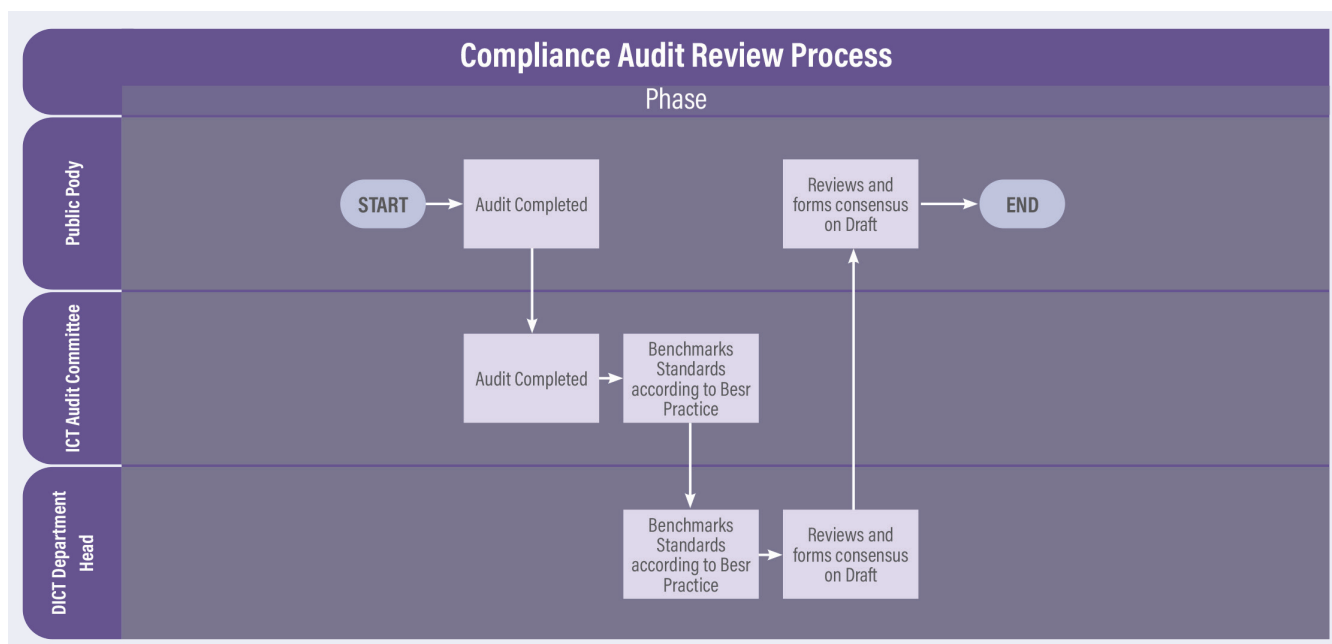 Compliance Audit Review Process
Phase
Public Pody
START
Audit Completed
Reviews and
forms consensus
on Draft
END
ICT Audit Committee
Audit Completed
Benchmarks
Standards
according to Besr
Practice
DICT Department
Head
Benchmarks
Standards
according to Besr
Practice
Reviews and
forms consensus
on Draft